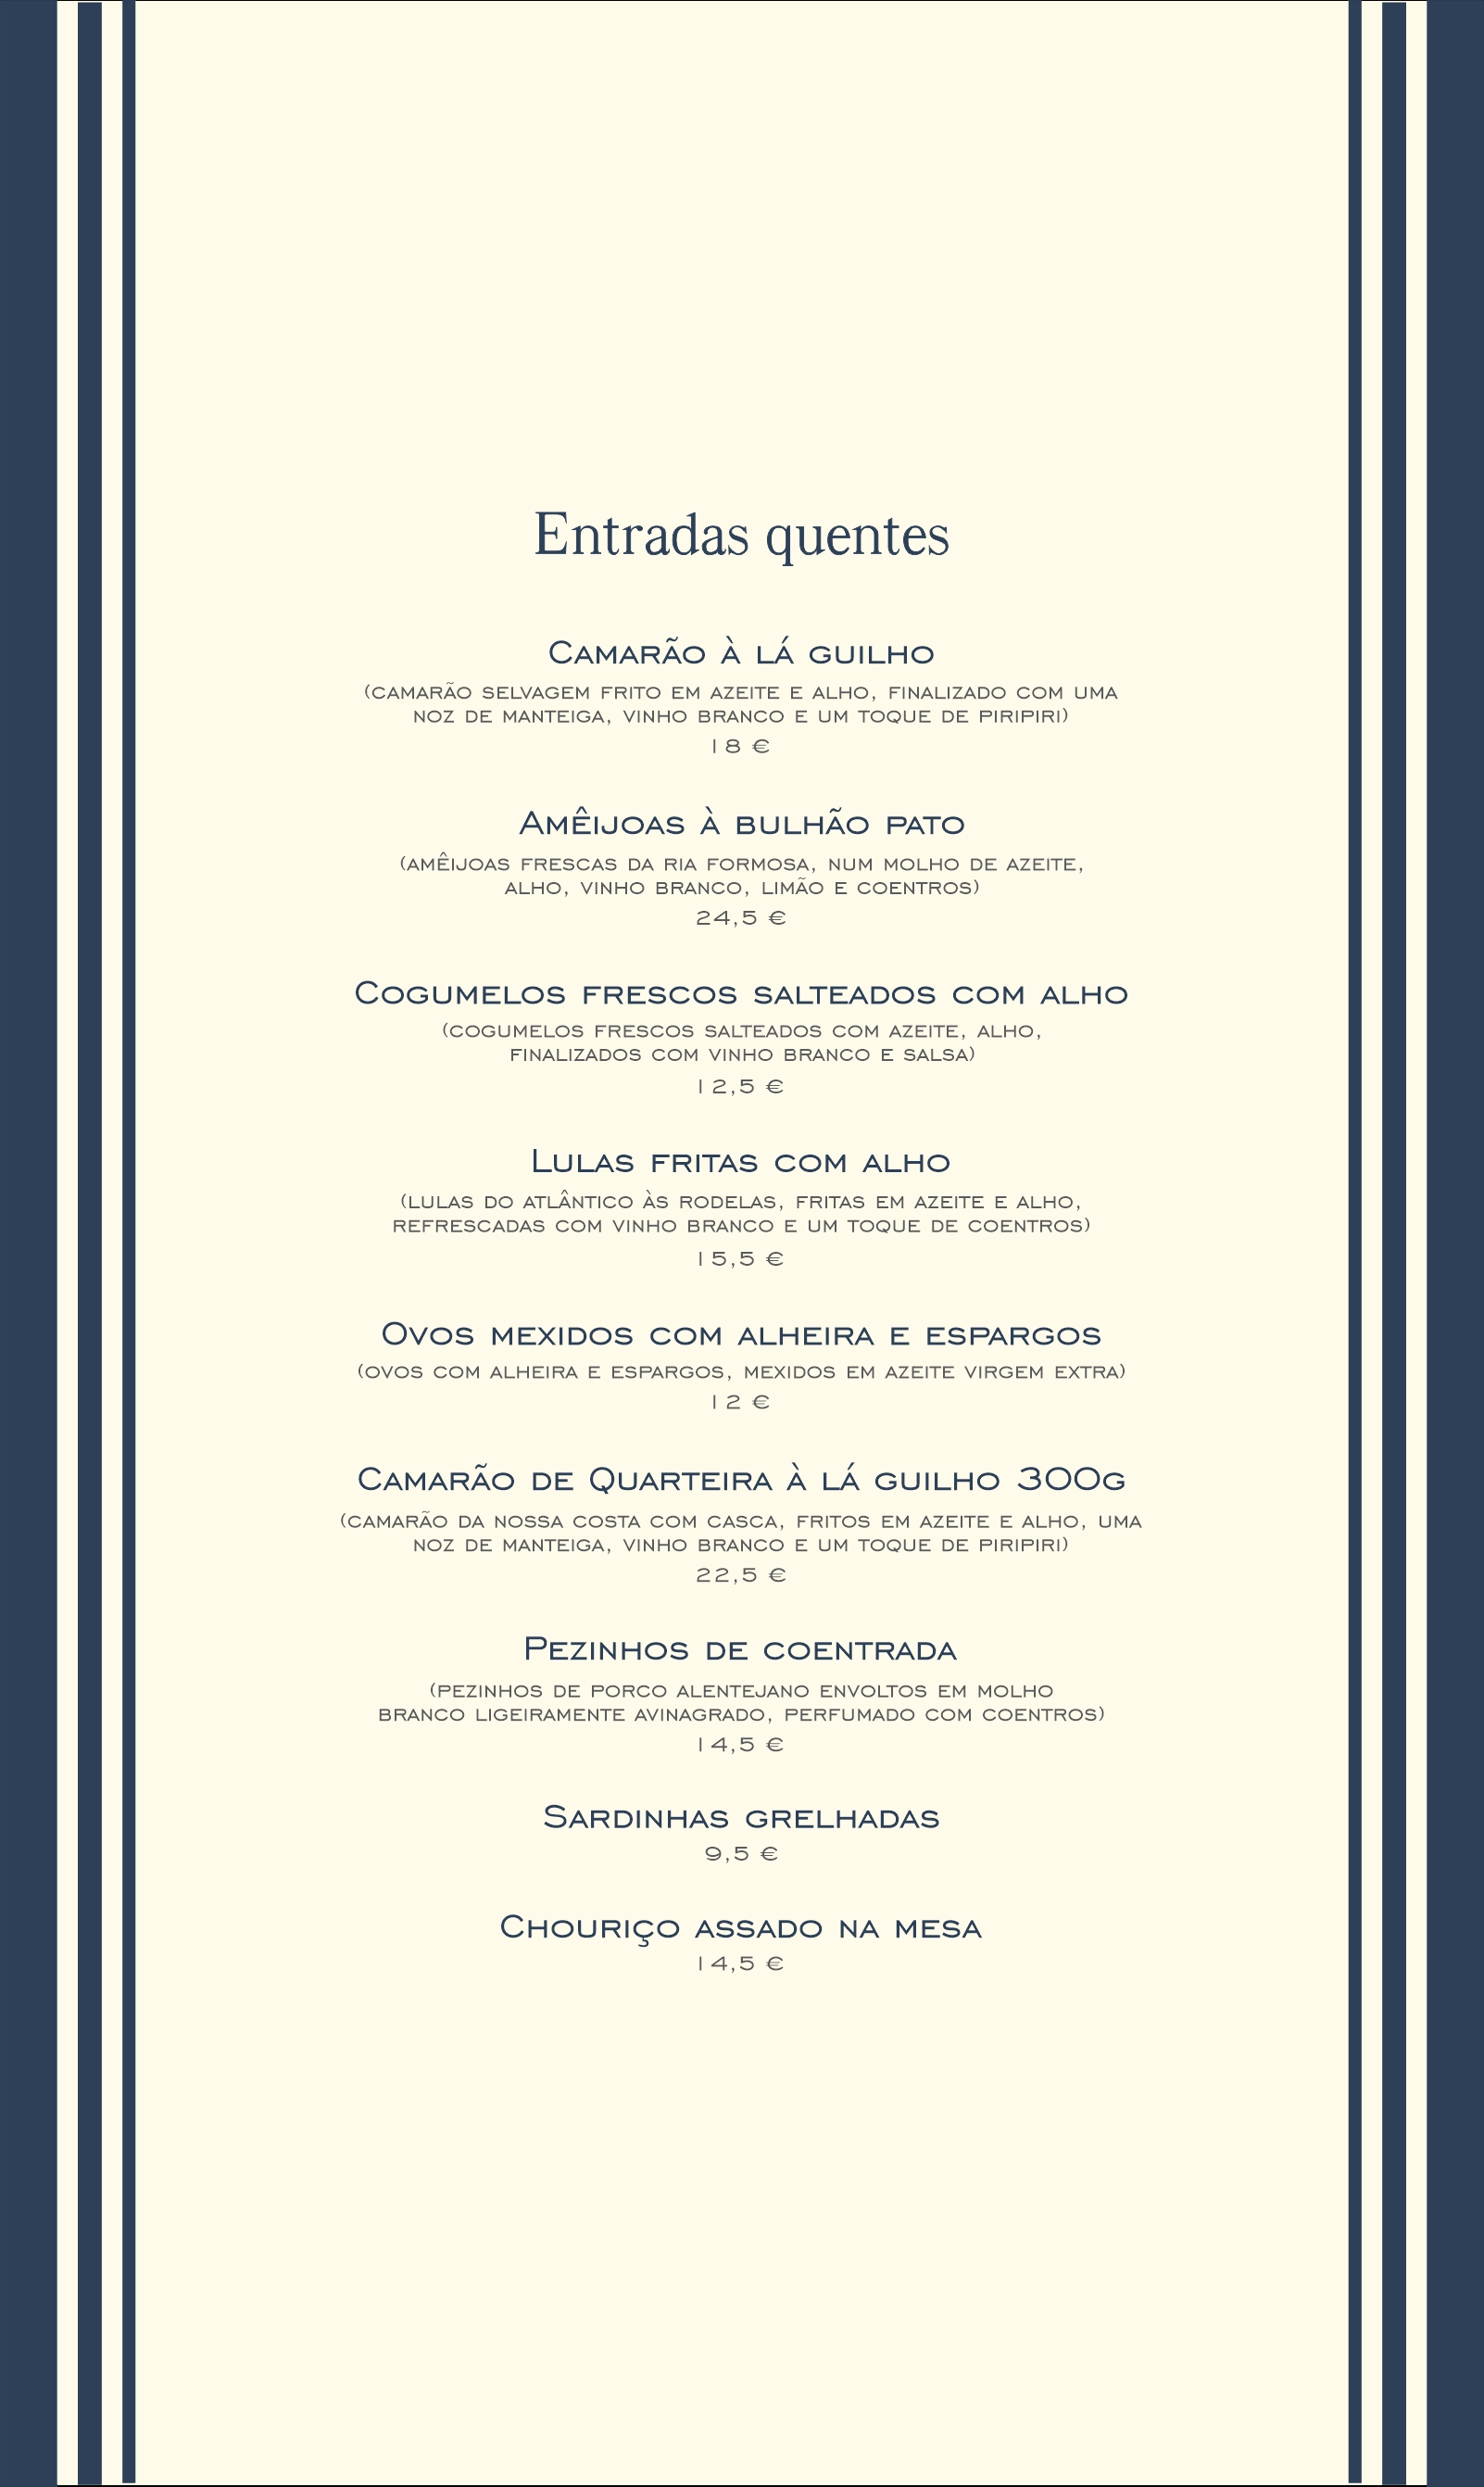 Entradas quentes
Camarão à lá guilho
(camarão selvagem frito em azeite e alho, finalizado com uma
noz de manteiga, vinho branco e um toque de piripiri)
18 €
Amêijoas à bulhão pato
(amêijoas frescas da ria formosa, num molho de azeite,
alho, vinho branco, limão e coentros)
24,5 €
Cogumelos frescos salteados com alho
(cogumelos frescos salteados com azeite, alho,
finalizados com vinho branco e salsa)
12,5 €
Lulas fritas com alho
(lulas do atlântico às rodelas, fritas em azeite e alho,
refrescadas com vinho branco e um toque de coentros)
15,5 €
Ovos mexidos com alheira e espargos
(ovos com alheira e espargos, mexidos em azeite virgem extra)
12 €
Camarão de Quarteira à lá guilho 300g
(camarão da nossa costa com casca, fritos em azeite e alho, uma
noz de manteiga, vinho branco e um toque de piripiri)
22,5 €
Pezinhos de coentrada
(pezinhos de porco alentejano envoltos em molho
branco ligeiramente avinagrado, perfumado com coentros)
14,5 €
Sardinhas grelhadas
9,5 €
Chouriço assado na mesa
14,5 €